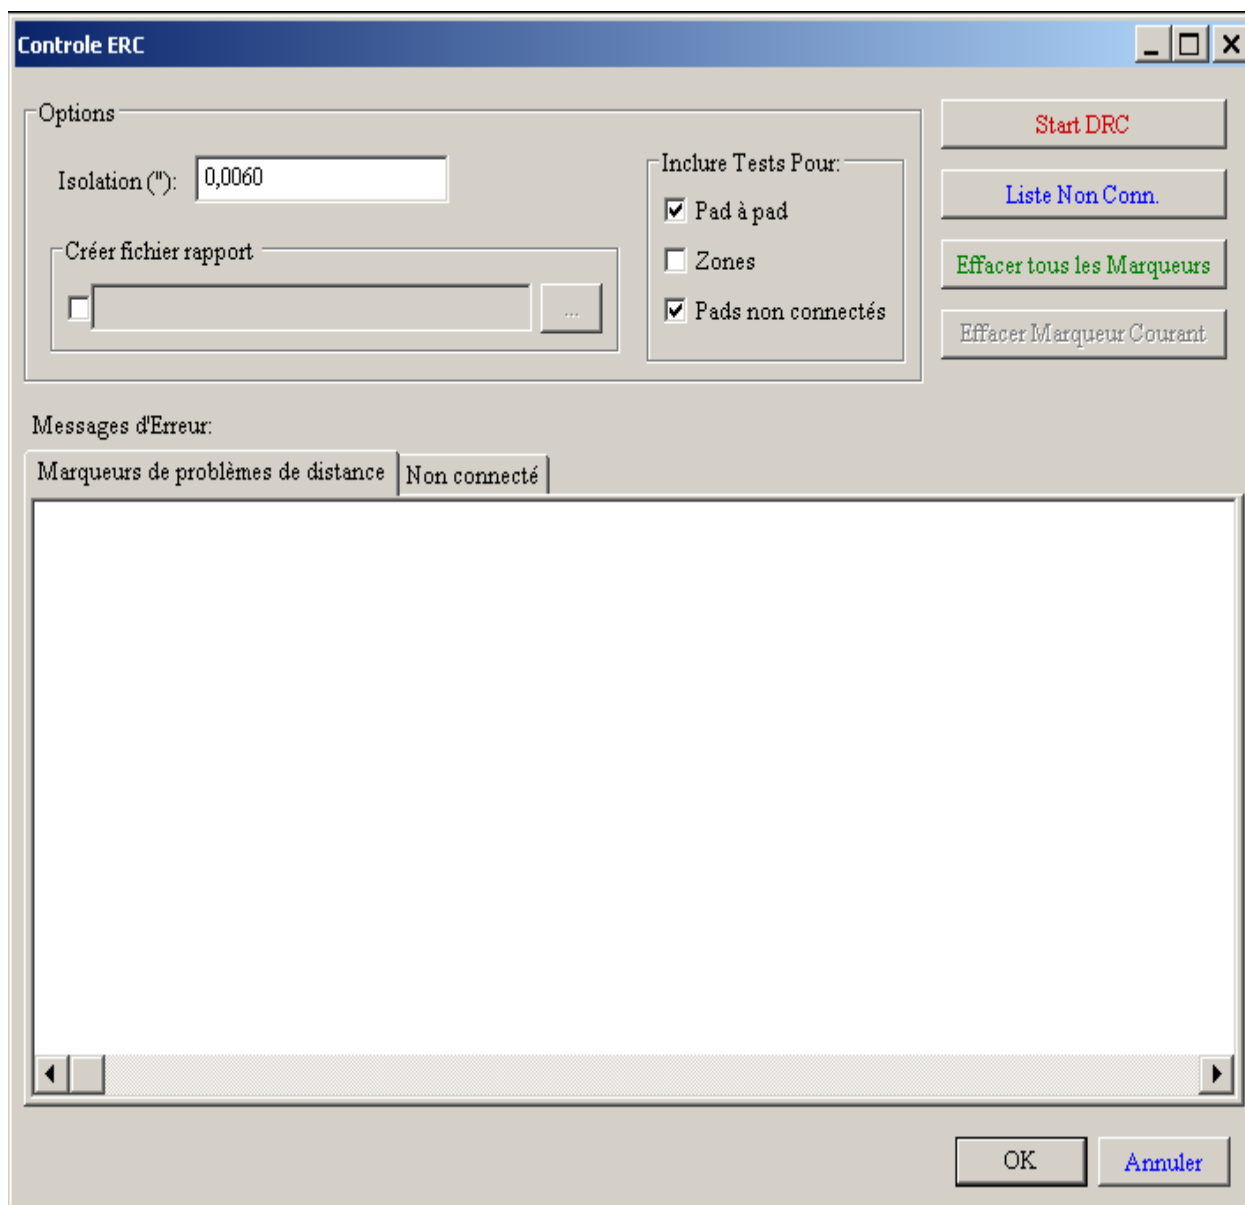 Controle ERC
Options
Isolation ("): 0,0060
Créer fichier rapport
...
Inclure Tests Pour:
Pad à pad
Zones
Pads non connectés
Start DRC
Liste Non Conn.
Effacer tous les Marqueurs
Effacer Marqueur Courant
Messages d'Erreur:
Marqueurs de problèmes de distance Non connecté
OK Annuler